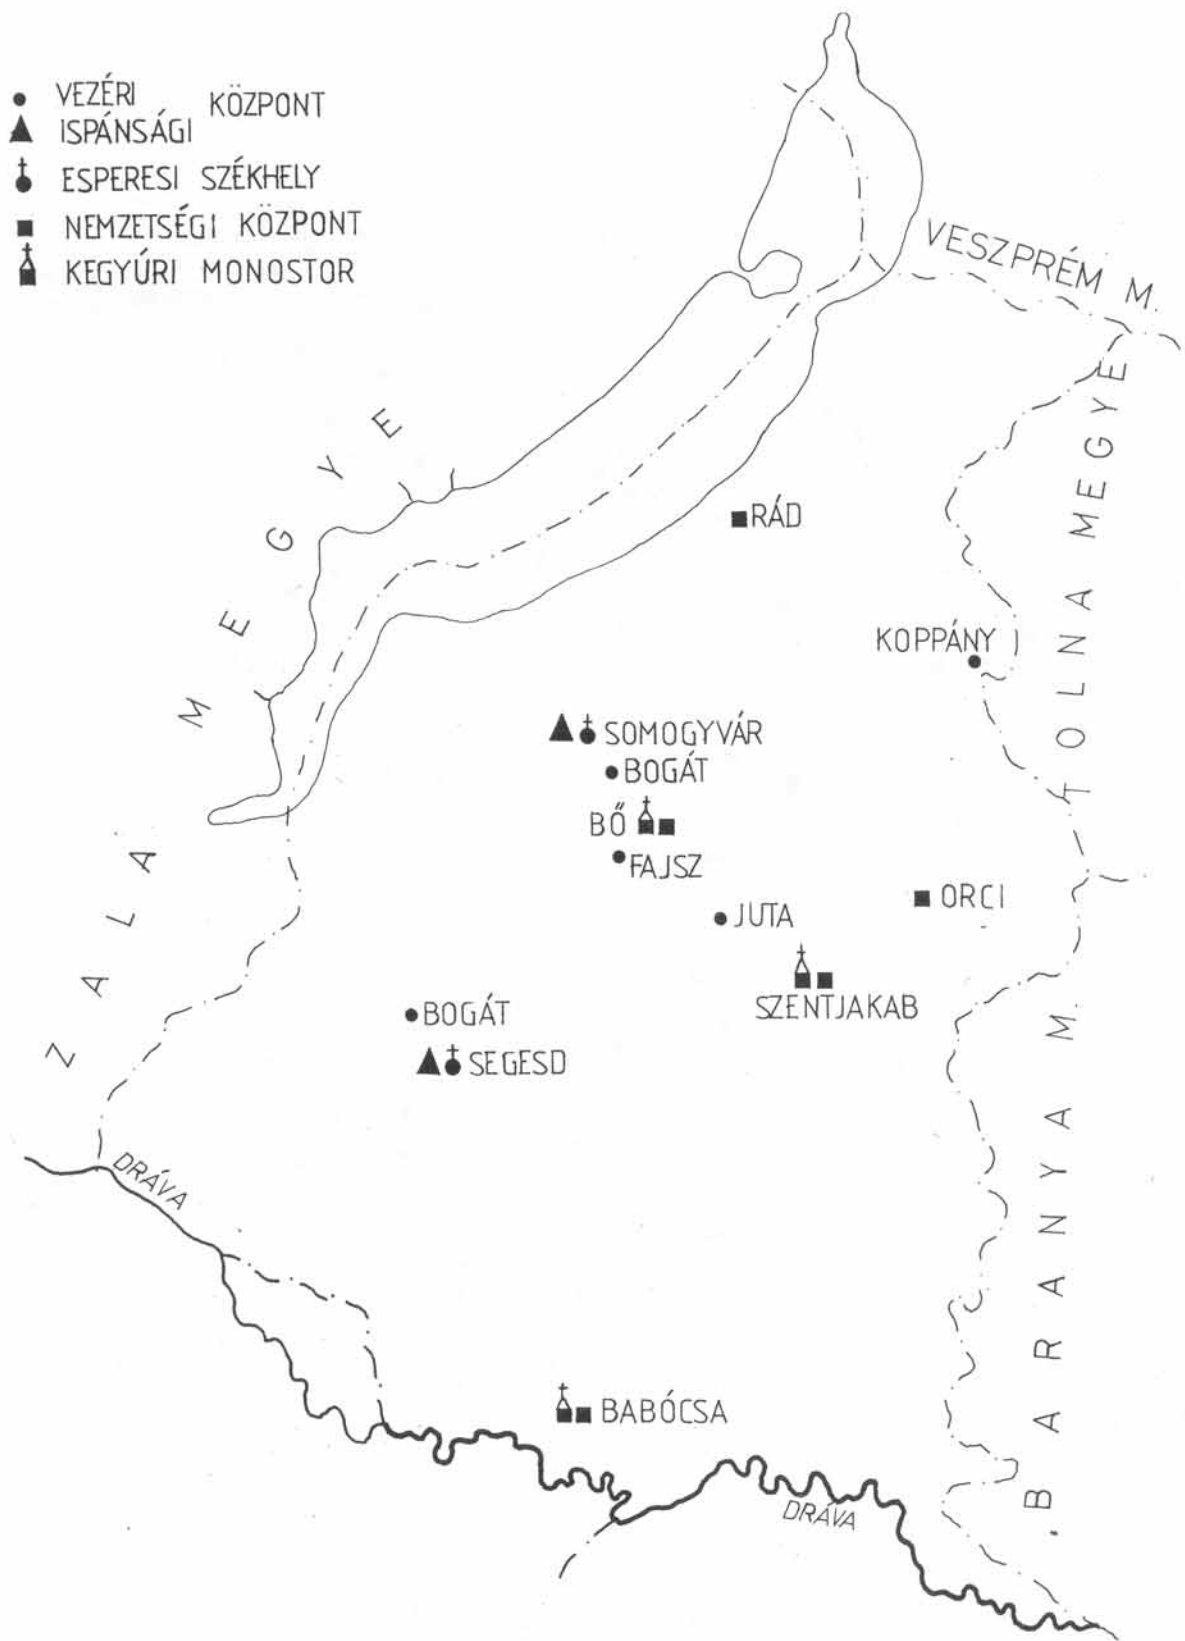 VEZÉRI KÖZPONT
ISPÁNSÁGI
ESPERESI SZÉKHELY
NEMZETSÉGI KÖZPONT
KEGYÚRI MONOSTOR
VESZPRÉM M.
ZALA MEGYE
TOLNA MEGYE
RÁD
KOPPÁNY
SOMOGYVÁR
BOGÁT
BŐ
FAJSZ
JUTA
ORCI
SZENTJAKAB
BOGÁT
SEGESD
BARANYA M.
DRÁVA
BABÓCSA
DRÁVA